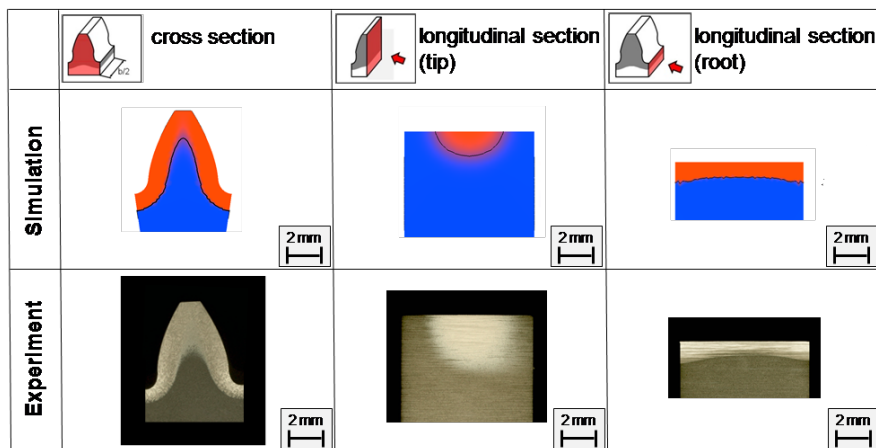 cross section
longitudinal section
(tip)
longitudinal section
(root)
b/2
Simulation
2mm
2mm
2mm
Experiment
2mm
2mm
2mm